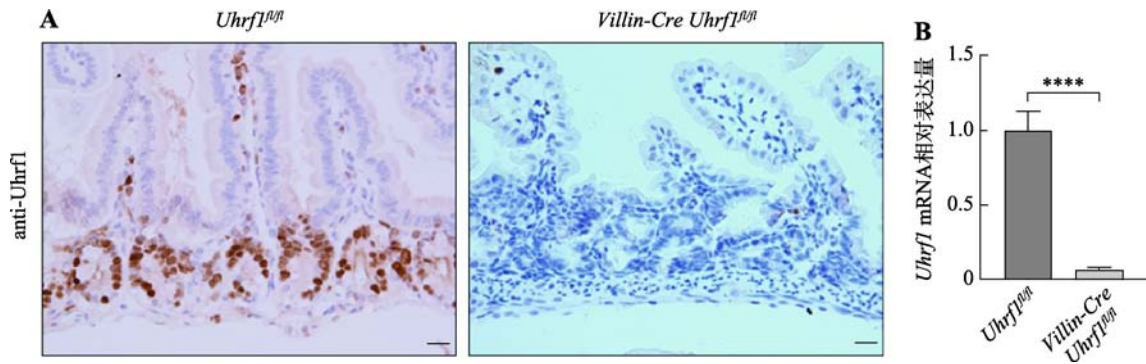 A
Uhrf1fl/fl
Villin-Cre Uhrf1fl/fl
anti-Uhrf1
B
Uhrf1 mRNA相对表达量
1.5
1.0
0.5
0
****
Uhrf1fl/fl
Villin-Cre
Uhrf1fl/fl